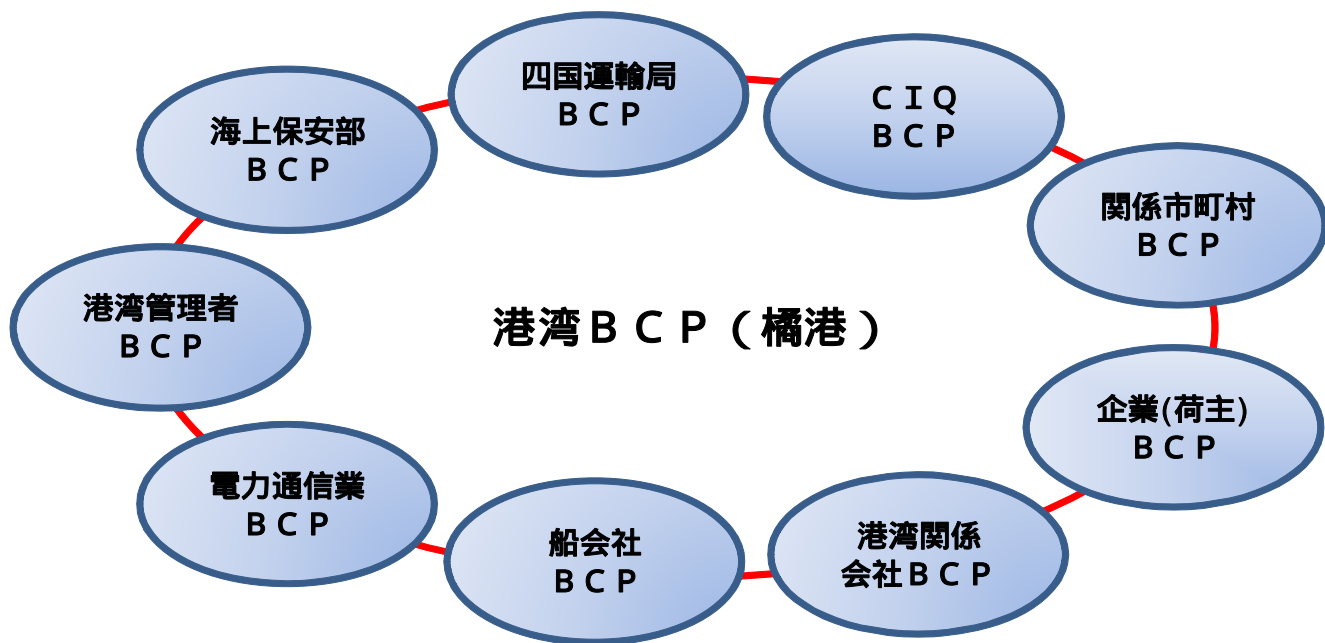 四国運輸局
ＢＣＰ
ＣＩＱ
ＢＣＰ
海上保安部
ＢＣＰ
関係市町村
ＢＣＰ
港湾管理者
ＢＣＰ
港湾ＢＣＰ（橘港）
企業(荷主)
ＢＣＰ
電力通信業
ＢＣＰ
船会社
ＢＣＰ
港湾関係
会社ＢＣＰ